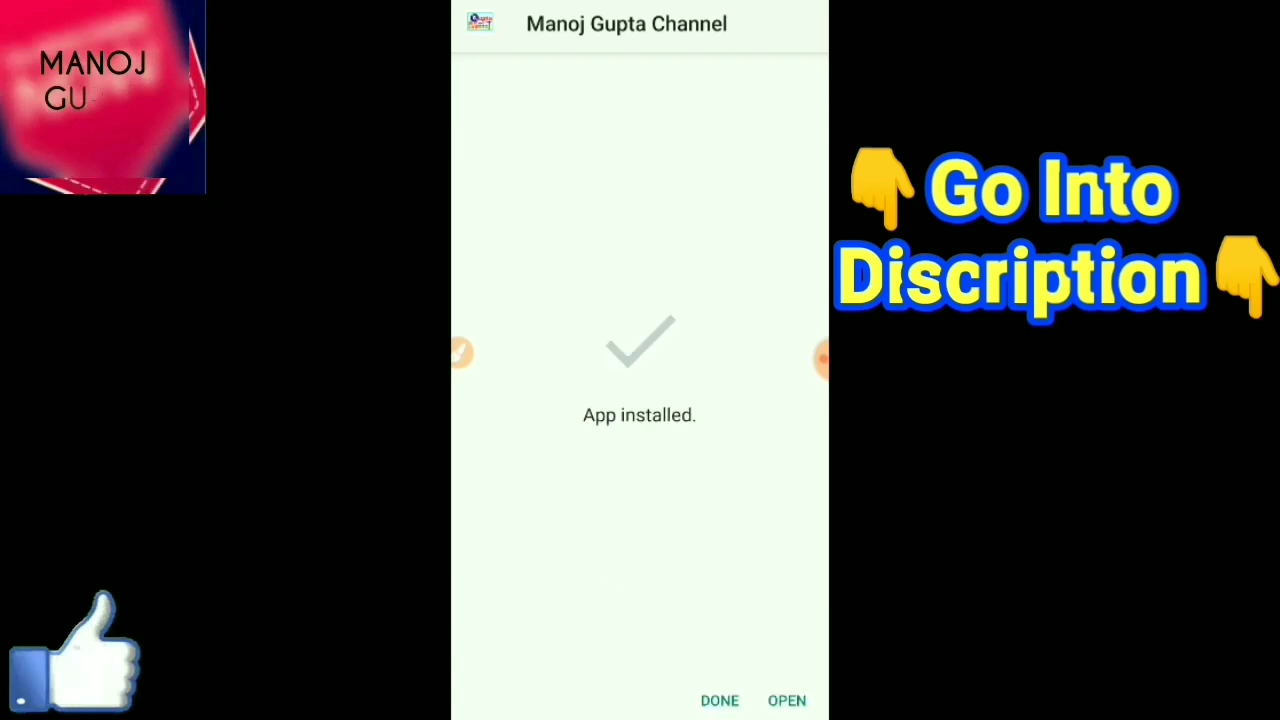 MANOJ
GU
Manoj Gupta Channel
Go Into
Discription
App installed.
DONE OPEN